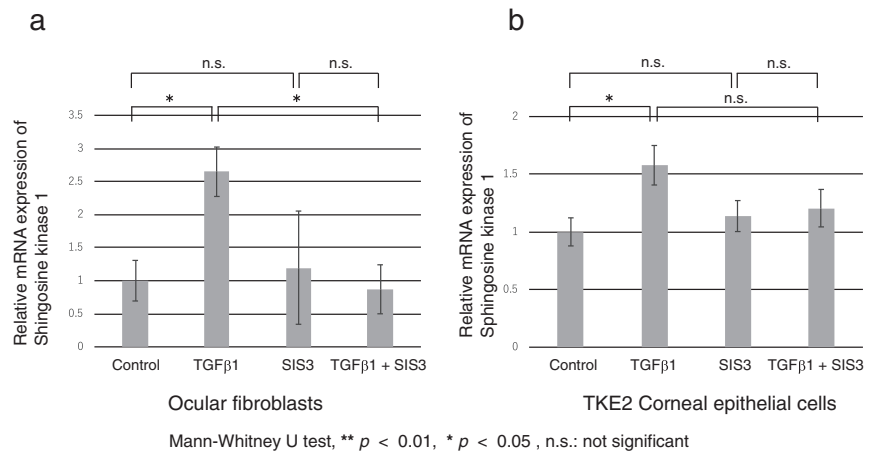 a
n.s.
n.s.
*
*
Relative mRNA expression of
Shingosine kinase 1
3.5
3
2.5
2
1.5
1
0.5
0
Control
TGFβ1
SIS3
TGFβ1 + SIS3
Ocular fibroblasts
b
n.s.
n.s.
*
n.s.
Relative mRNA expression of
Sphingosine kinase 1
2
1.5
1
0.5
0
Control
TGFβ1
SIS3
TGFβ1 + SIS3
TKE2 Corneal epithelial cells
Mann-Whitney U test, ** p < 0.01, * p < 0.05 , n.s.: not significant